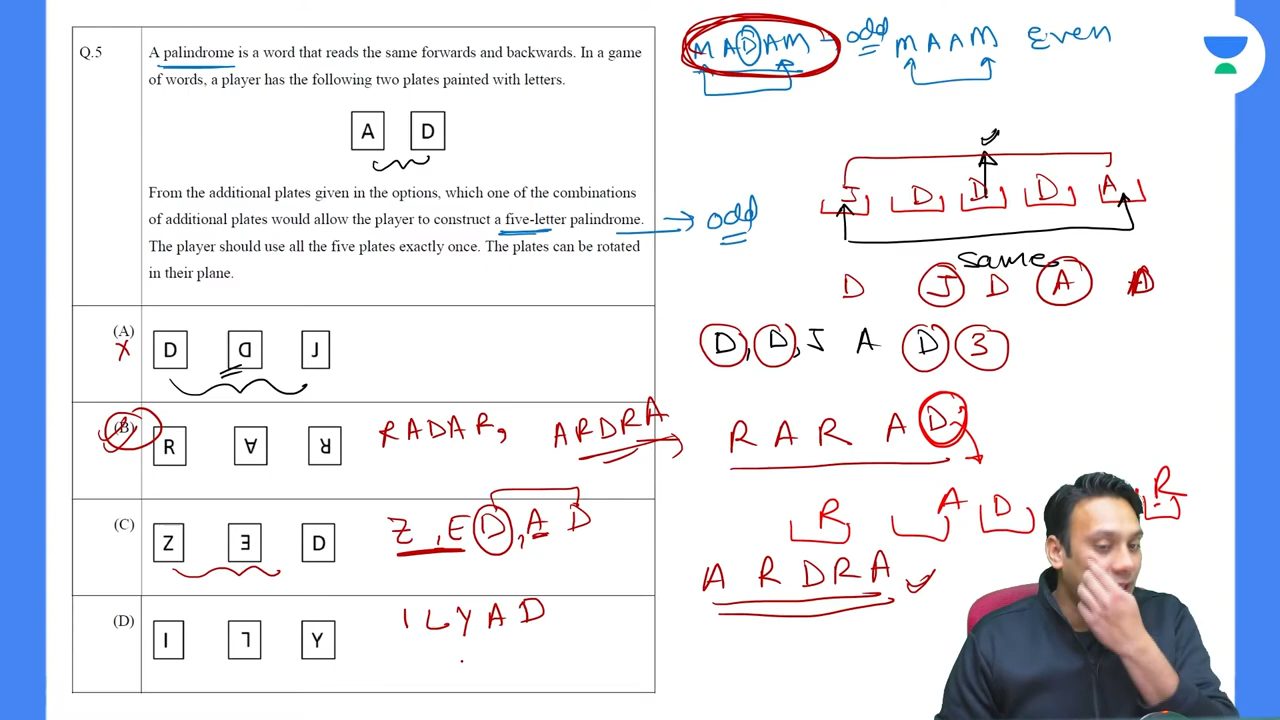 Q.5
A palindrome is a word that reads the same forwards and backwards. In a game
of words, a player has the following two plates painted with letters.
A D
From the additional plates given in the options, which one of the combinations
of additional plates would allow the player to construct a five-letter palindrome.
The player should use all the five plates exactly once. The plates can be rotated
in their plane.
(A) D D J
X
(B) R A R
RADAR, ARDRA
(C) Z E D
Z, E D, A D
(D) I L Y
I L Y A D
MADAM - odd MAAM Even
J D D D A
→ odd
same
D J D A D
D, D, J A D 3
R A R A D
R A D R
A R D R A